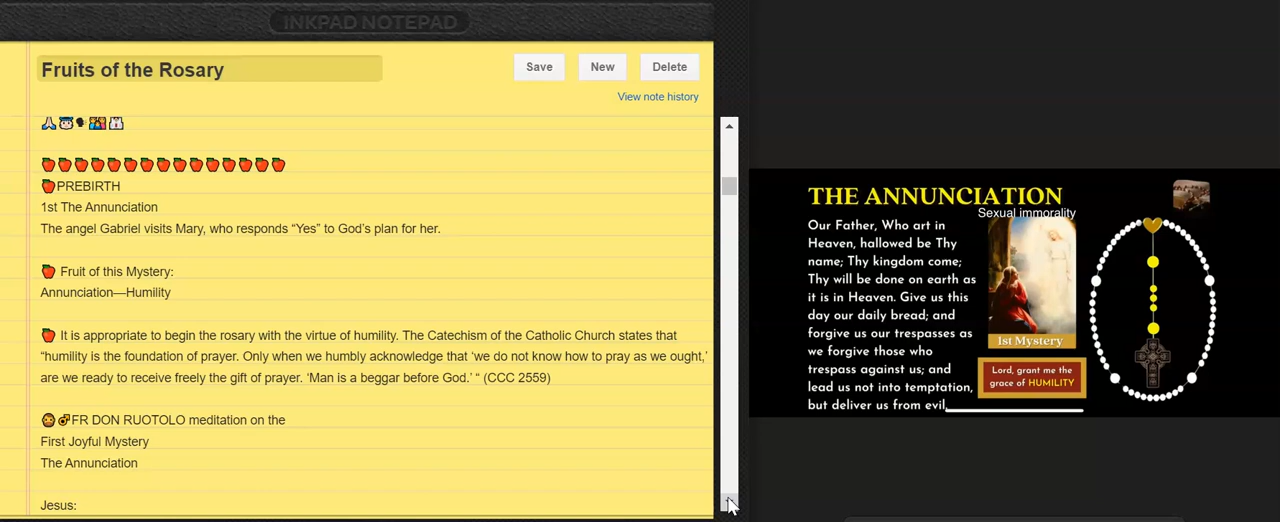 INKPAD NOTEPAD
Fruits of the Rosary
Save
New
Delete
View note history
PREBIRTH
1st The Annunciation
The angel Gabriel visits Mary, who responds “Yes” to God’s plan for her.
Fruit of this Mystery:
Annunciation—Humility
It is appropriate to begin the rosary with the virtue of humility. The Catechism of the Catholic Church states that
“humility is the foundation of prayer. Only when we humbly acknowledge that ‘we do not know how to pray as we ought,’
are we ready to receive freely the gift of prayer. ‘Man is a beggar before God.’ “ (CCC 2559)
FR DON RUOTOLO meditation on the
First Joyful Mystery
The Annunciation
Jesus:
THE ANNUNCIATION
Sexual immorality
Our Father, Who art in
Heaven, hallowed be Thy
name; Thy kingdom come;
Thy will be done on earth as
it is in Heaven. Give us this
day our daily bread; and
forgive us our trespasses as
we forgive those who
trespass against us; and
lead us not into temptation,
but deliver us from evil.
1st Mystery
Lord, grant me the
grace of HUMILITY